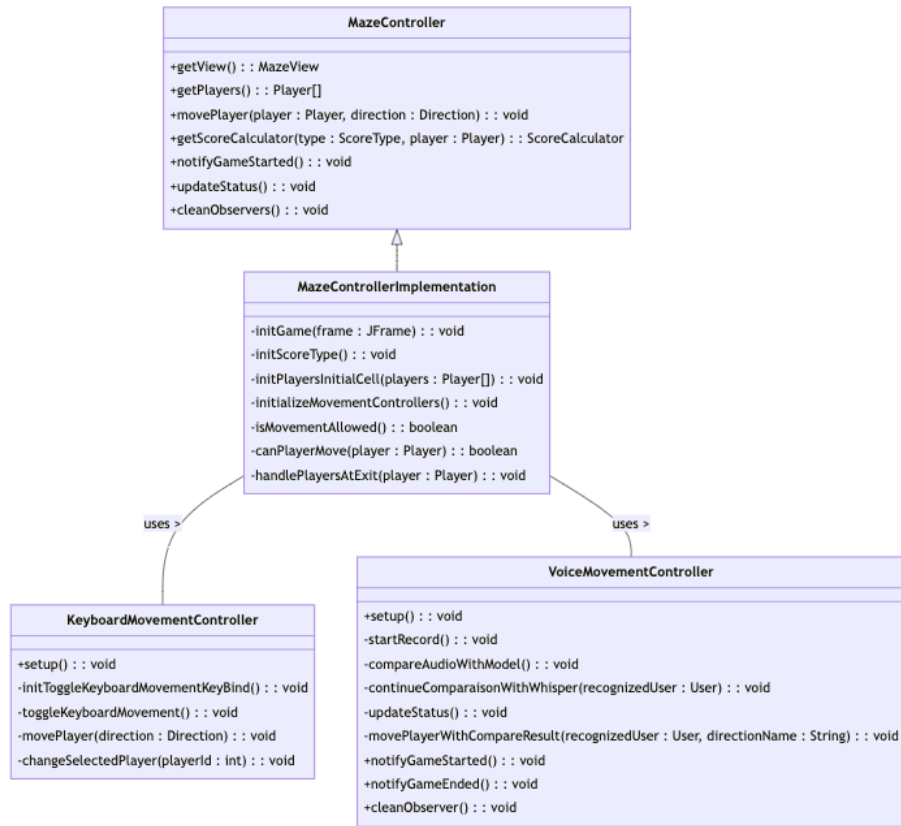 MazeController
+getView() : : MazeView
+getPlayers() : : Player[]
+movePlayer(player : Player, direction : Direction) : : void
+getScoreCalculator(type : ScoreType, player : Player) : : ScoreCalculator
+notifyGameStarted() : : void
+updateStatus() : : void
+cleanObservers() : : void
MazeControllerImplementation
-initGame(frame : JFrame) : : void
-initScoreType() : : void
-initPlayersInitialCell(players : Player[]) : : void
-initializeMovementControllers() : : void
-isMovementAllowed() : : boolean
-canPlayerMove(player : Player) : : boolean
-handlePlayersAtExit(player : Player) : : void
uses >
uses >
KeyboardMovementController
+setup() : : void
-initToggleKeyboardMovementKeyBind() : : void
-toggleKeyboardMovement() : : void
-movePlayer(direction : Direction) : : void
-changeSelectedPlayer(playerId : int) : : void
VoiceMovementController
+setup() : : void
-startRecord() : : void
-compareAudioWithModel() : : void
-continueComparaisonWithWhisper(recognizedUser : User) : : void
-updateStatus() : : void
-movePlayerWithCompareResult(recognizedUser : User, directionName : String) : : void
+notifyGameStarted() : : void
+notifyGameEnded() : : void
+cleanObserver() : : void